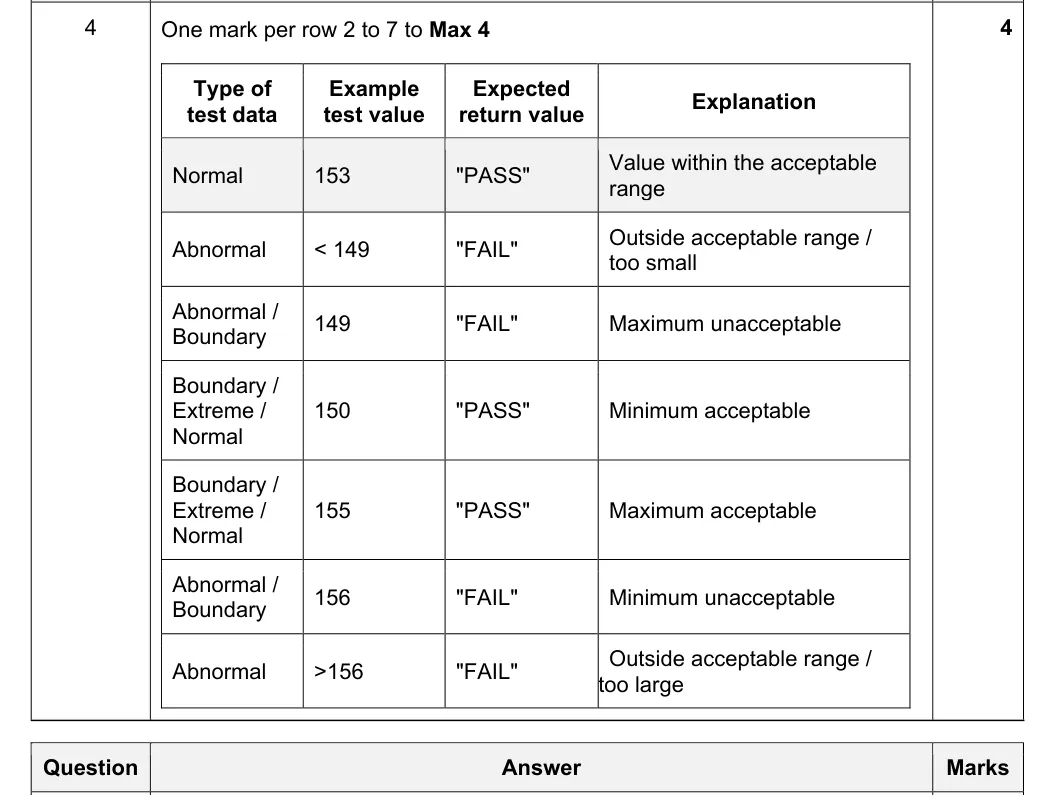 4 One mark per row 2 to 7 to Max 4 4
Type of test data Example test value Expected return value Explanation
Normal 153 "PASS" Value within the acceptable range
Abnormal < 149 "FAIL" Outside acceptable range / too small
Abnormal / Boundary 149 "FAIL" Maximum unacceptable
Boundary / Extreme / Normal 150 "PASS" Minimum acceptable
Boundary / Extreme / Normal 155 "PASS" Maximum acceptable
Abnormal / Boundary 156 "FAIL" Minimum unacceptable
Abnormal >156 "FAIL" Outside acceptable range / too large
Question Answer Marks